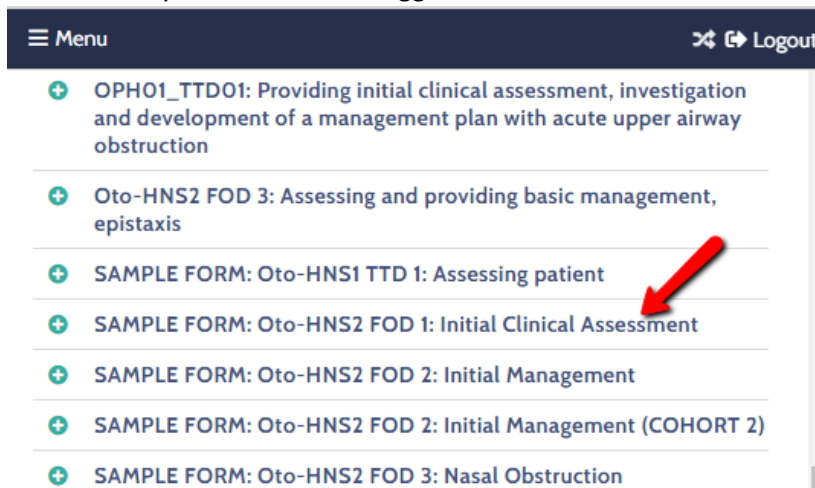 Menu
Logout
OPH01_TTD01: Providing initial clinical assessment, investigation
and development of a management plan with acute upper airway
obstruction
Oto-HNS2 FOD 3: Assessing and providing basic management,
epistaxis
SAMPLE FORM: Oto-HNS1 TTD 1: Assessing patient
SAMPLE FORM: Oto-HNS2 FOD 1: Initial Clinical Assessment
SAMPLE FORM: Oto-HNS2 FOD 2: Initial Management
SAMPLE FORM: Oto-HNS2 FOD 2: Initial Management (COHORT 2)
SAMPLE FORM: Oto-HNS2 FOD 3: Nasal Obstruction